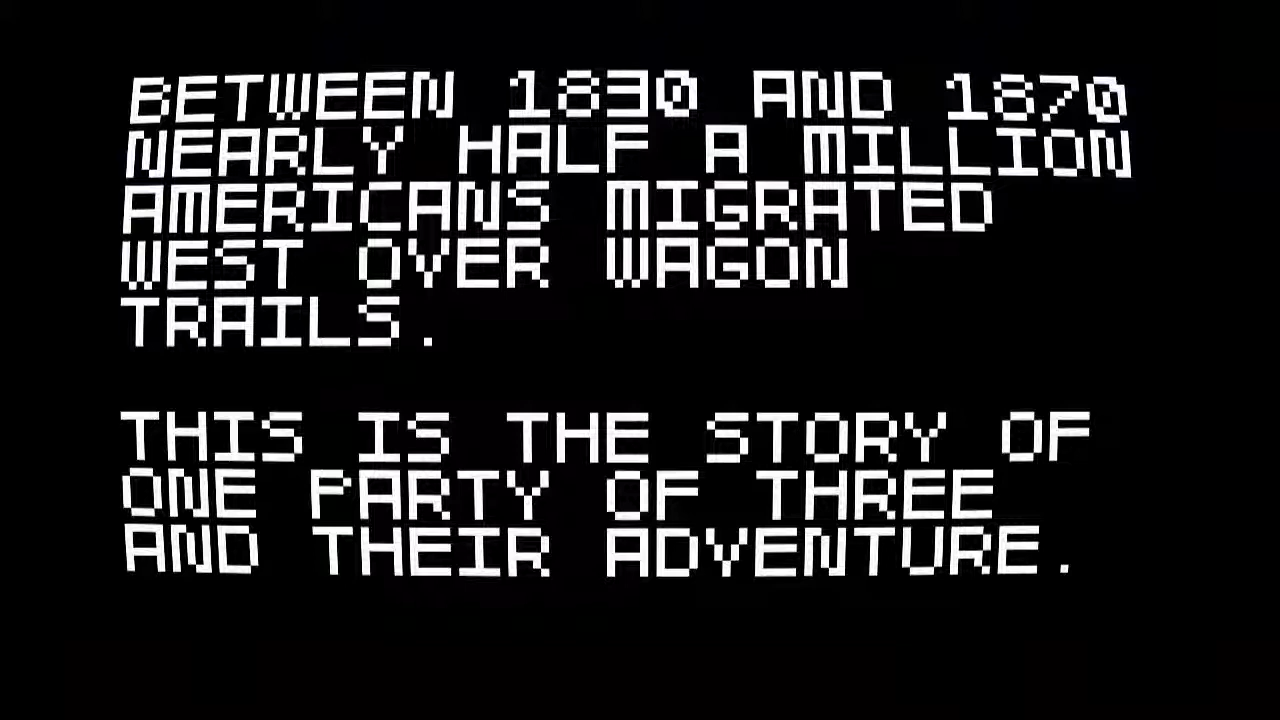 BETWEEN 1830 AND 1870
NEARLY HALF A MILLION
AMERICANS MIGRATED
WEST OVER WAGON
TRAILS.
THIS IS THE STORY OF
ONE PARTY OF THREE
AND THEIR ADVENTURE.